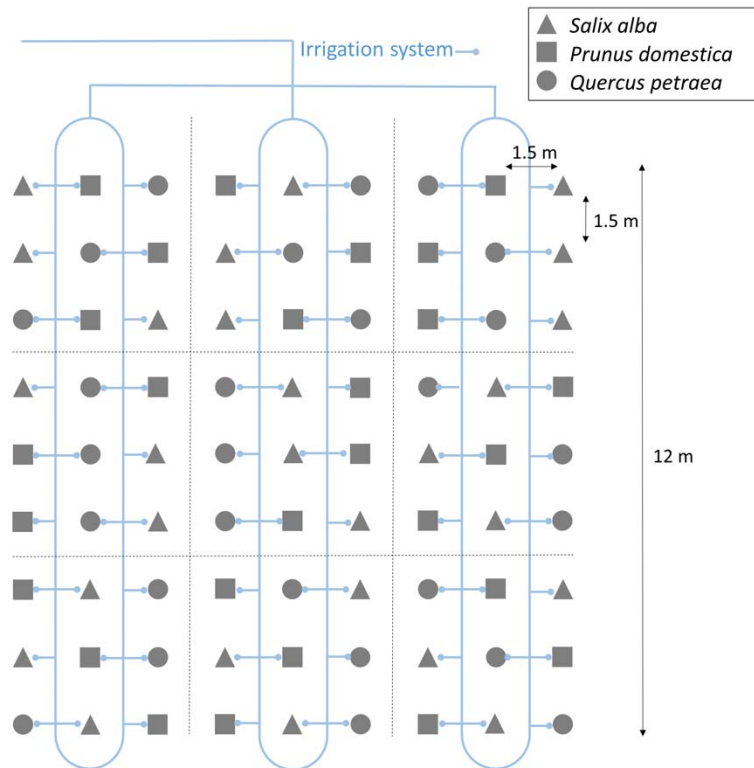 Salix alba
Irrigation system
Prunus domestica
Quercus petraea
1.5 m
1.5 m
12 m